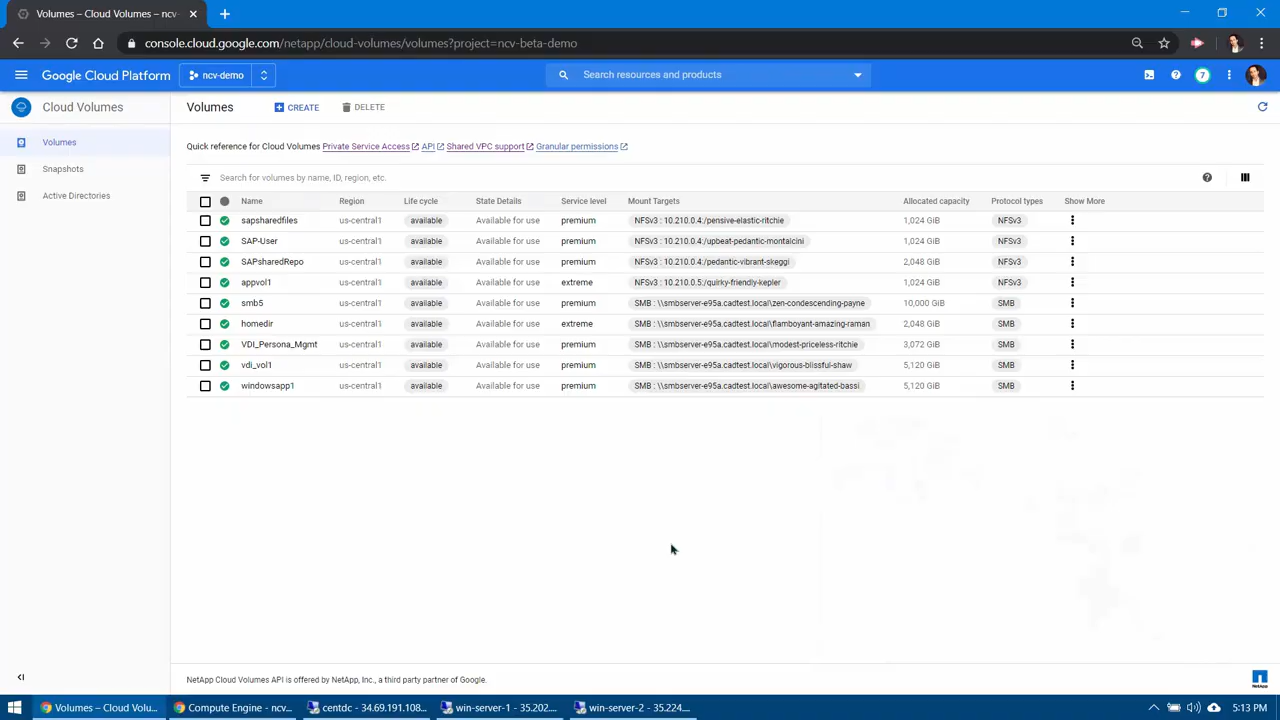 Volumes – Cloud Volumes – ncv-
console.cloud.google.com/netapp/cloud-volumes/volumes?project=ncv-beta-demo
Google Cloud Platform
ncv-demo
Search resources and products
7
Cloud Volumes
Volumes
CREATE
DELETE
Volumes
Snapshots
Active Directories
Quick reference for Cloud Volumes Private Service Access API Shared VPC support Granular permissions
Search for volumes by name, ID, region, etc.
Name Region Life cycle State Details Service level Mount Targets Allocated capacity Protocol types Show More
sapsharedfiles us-central1 available Available for use premium NFSv3 : 10.210.0.4:/pensive-elastic-ritchie 1,024 GiB NFSv3
SAP-User us-central1 available Available for use premium NFSv3 : 10.210.0.4:/upbeat-pedantic-montalcini 1,024 GiB NFSv3
SAPsharedRepo us-central1 available Available for use premium NFSv3 : 10.210.0.4:/pedantic-vibrant-skeggi 2,048 GiB NFSv3
appvol1 us-central1 available Available for use extreme NFSv3 : 10.210.0.5:/quirky-friendly-kepler 1,024 GiB NFSv3
smb5 us-central1 available Available for use premium SMB : \\smbserver-e95a.cadtest.local\zen-condescending-payne 10,000 GiB SMB
homedir us-central1 available Available for use extreme SMB : \\smbserver-e95a.cadtest.local\flamboyant-amazing-raman 2,048 GiB SMB
VDI_Persona_Mgmt us-central1 available Available for use premium SMB : \\smbserver-e95a.cadtest.local\modest-priceless-ritchie 3,072 GiB SMB
vdi_vol1 us-central1 available Available for use premium SMB : \\smbserver-e95a.cadtest.local\vigorous-blissful-shaw 5,120 GiB SMB
windowsapp1 us-central1 available Available for use premium SMB : \\smbserver-e95a.cadtest.local\awesome-agitated-bassi 5,120 GiB SMB
NetApp Cloud Volumes API is offered by NetApp, Inc., a third party partner of Google.
NetApp
Volumes – Cloud Volu...
Compute Engine - ncv...
centdc - 34.69.191.108...
win-server-1 - 35.202....
win-server-2 - 35.224....
5:13 PM